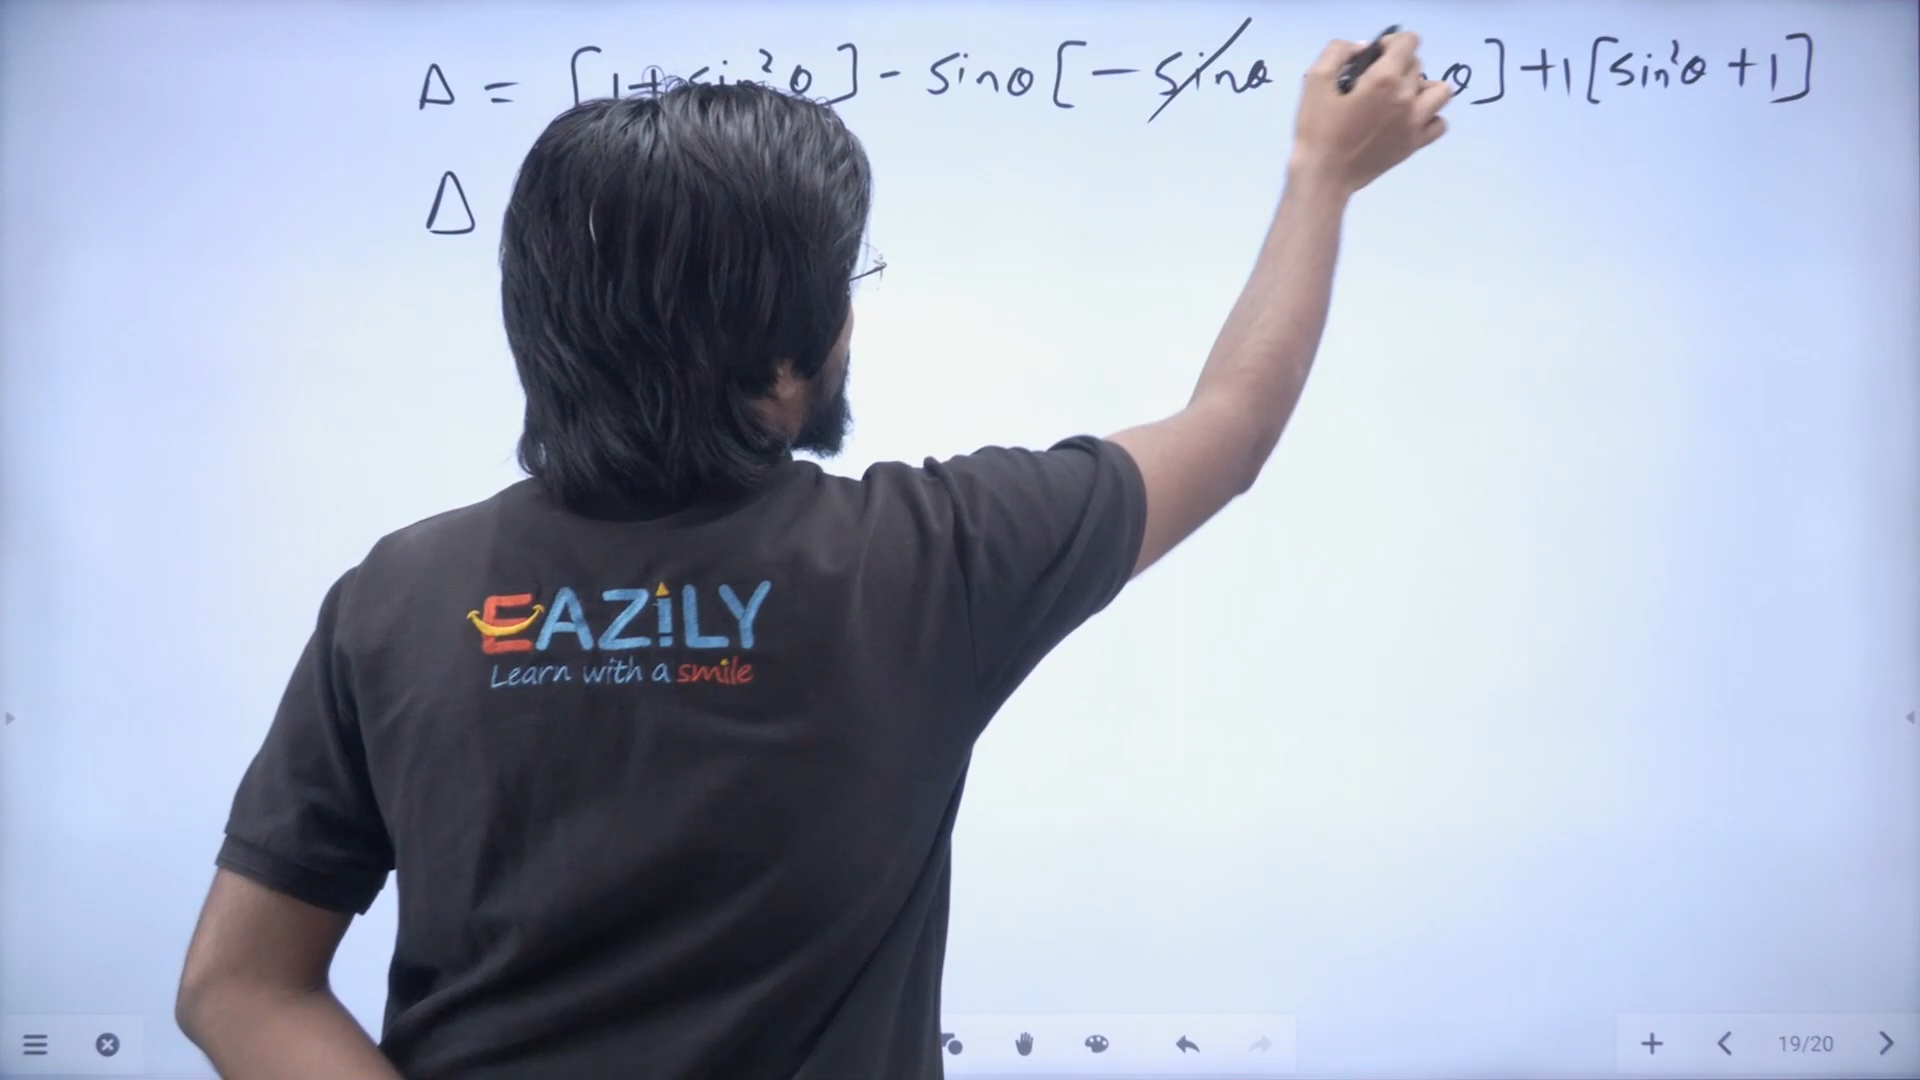 Δ = [1 + sin²θ] - sinθ [- sinθ θ] + 1 [sin²θ + 1]
Δ
EAZiLY
Learn with a smile
19/20